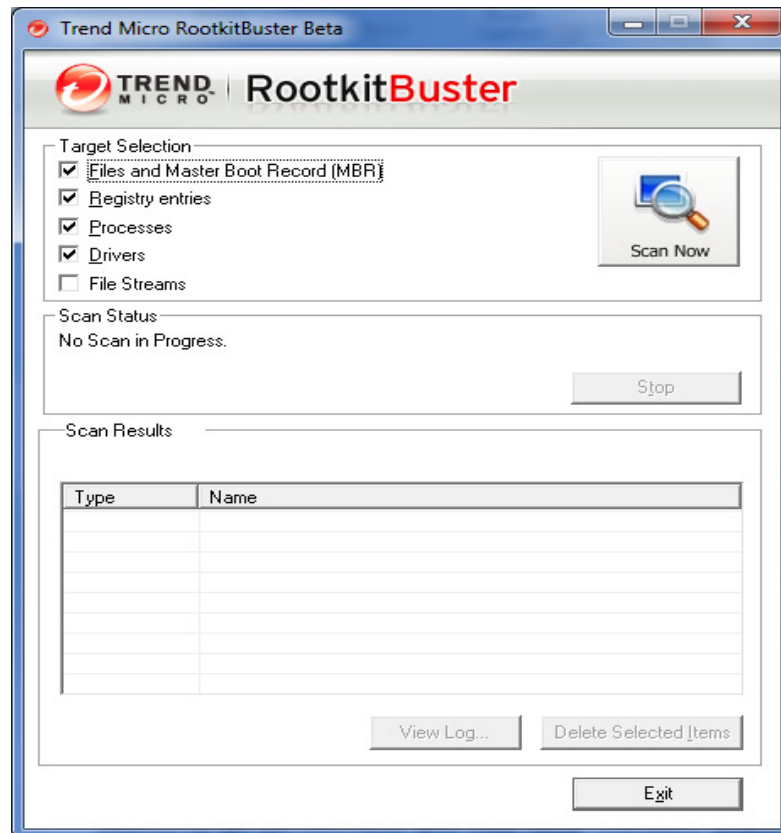 Trend Micro RootkitBuster Beta
TREND MICRO™ RootkitBuster
Target Selection
Files and Master Boot Record (MBR)
Registry entries
Processes
Drivers
File Streams
Scan Now
Scan Status
No Scan in Progress.
Stop
Scan Results
Type Name
View Log... Delete Selected Items
Exit